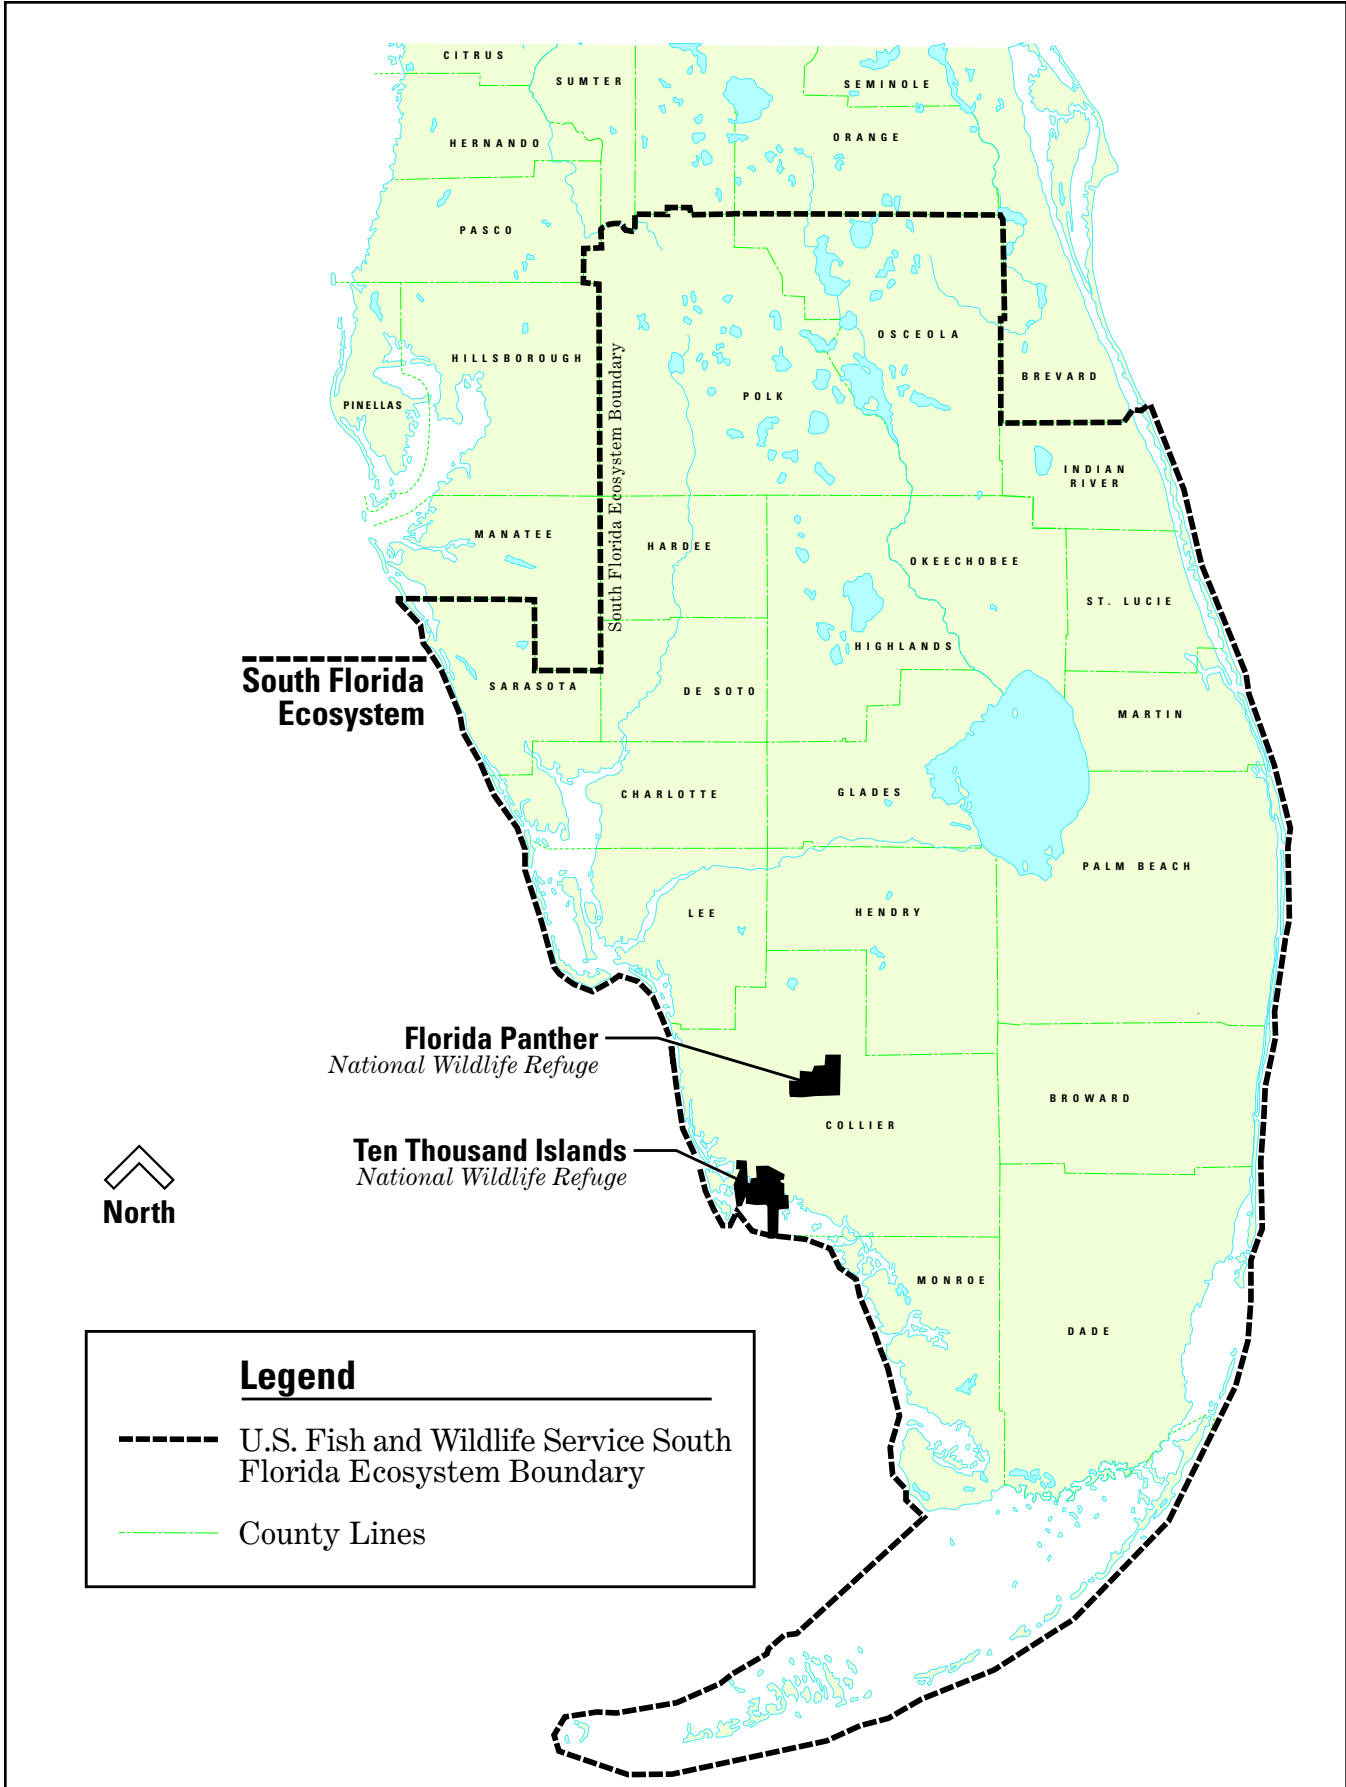 CITRUS
SUMTER
SEMINOLE
HERNANDO
ORANGE
PASCO
OSCEOLA
HILLSBOROUGH
South Florida Ecosystem Boundary
BREVARD
POLK
PINELLAS
INDIAN
RIVER
MANATEE
HARDEE
OKEECHOBEE
ST. LUCIE
HIGHLANDS
South Florida
Ecosystem
SARASOTA
DE SOTO
MARTIN
CHARLOTTE
GLADES
PALM BEACH
LEE
HENDRY
Florida Panther
National Wildlife Refuge
BROWARD
COLLIER
Ten Thousand Islands
National Wildlife Refuge
North
MONROE
DADE
Legend
U.S. Fish and Wildlife Service South
Florida Ecosystem Boundary
County Lines